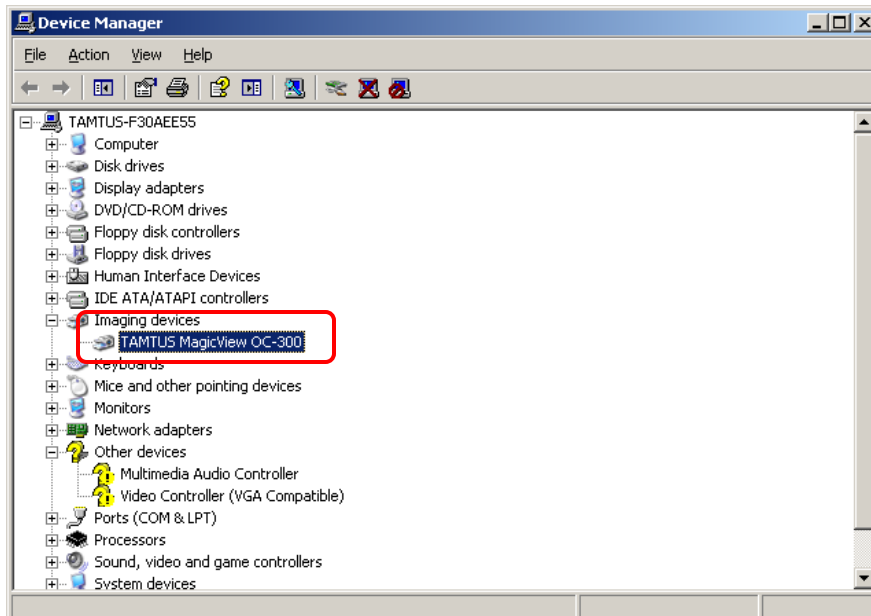 Device Manager
File Action View Help
TAMTUS-F30AEE55
Computer
Disk drives
Display adapters
DVD/CD-ROM drives
Floppy disk controllers
Floppy disk drives
Human Interface Devices
IDE ATA/ATAPI controllers
Imaging devices
TAMTUS MagicView OC-300
Keyboards
Mice and other pointing devices
Monitors
Network adapters
Other devices
Multimedia Audio Controller
Video Controller (VGA Compatible)
Ports (COM & LPT)
Processors
Sound, video and game controllers
System devices